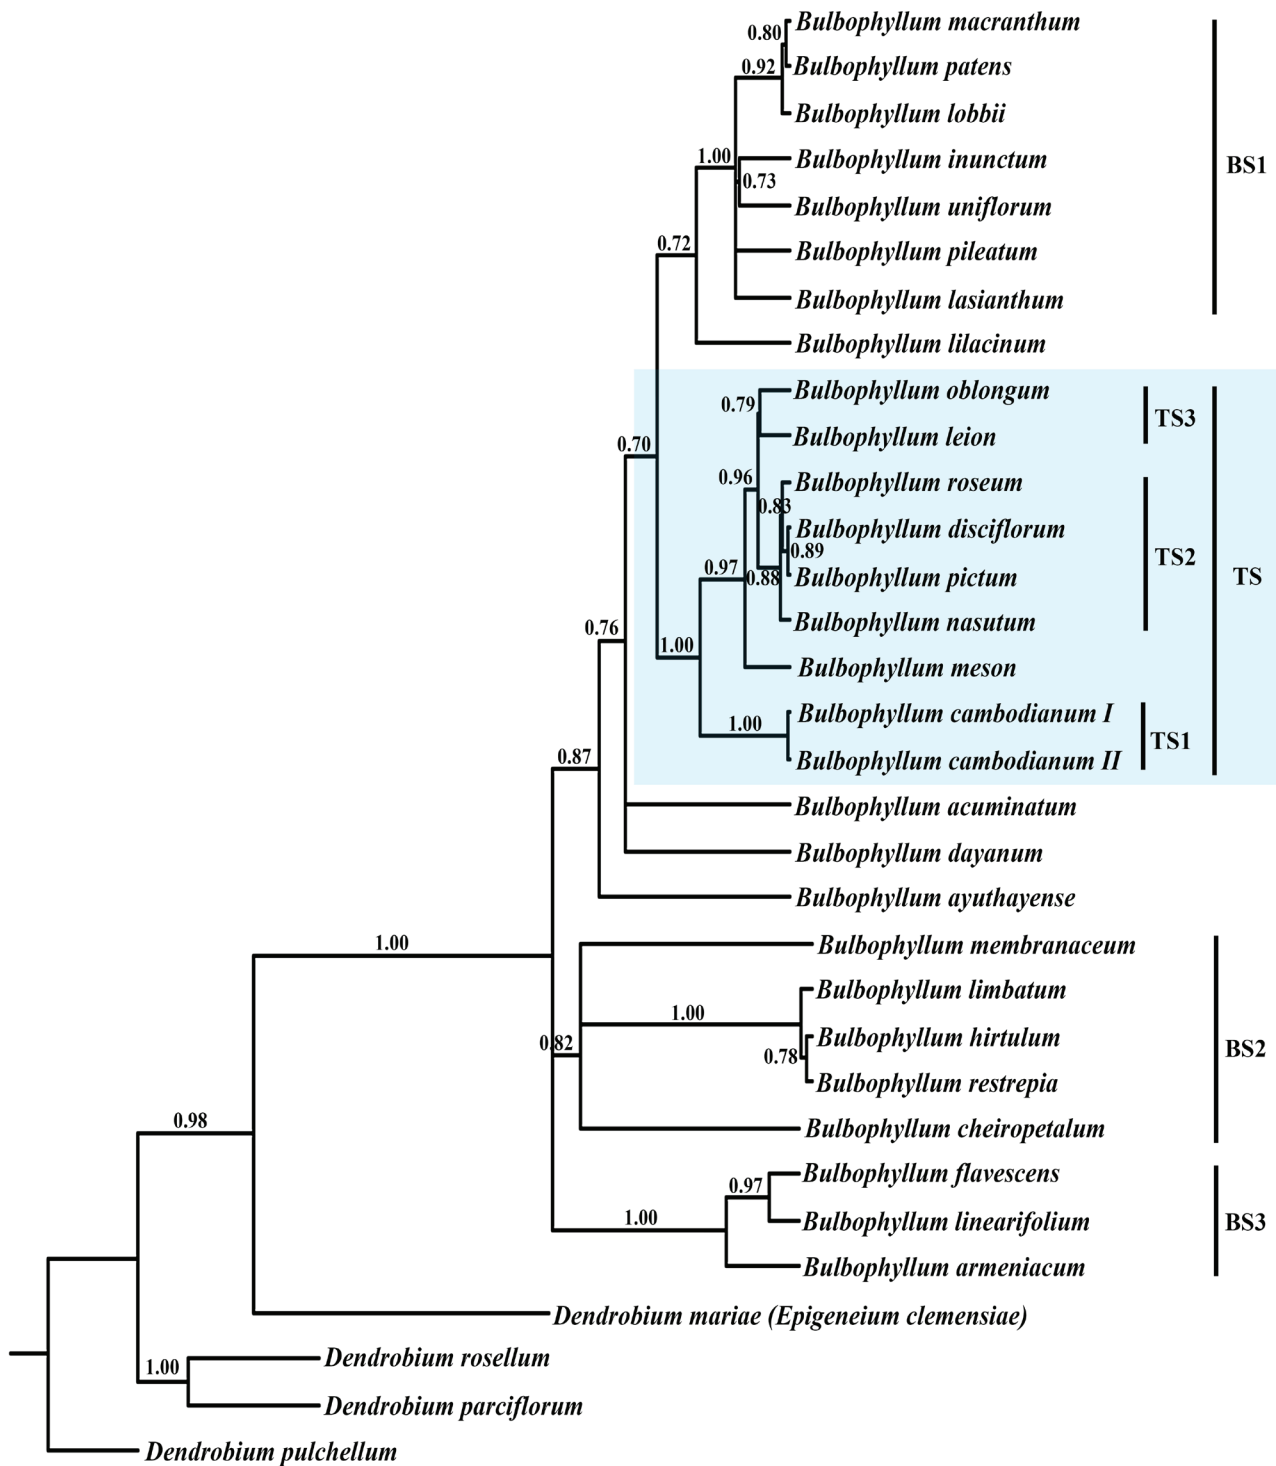 Bulbophyllum macranthum
0.80
Bulbophyllum patens
0.92
Bulbophyllum lobbii
1.00
Bulbophyllum inunctum
BS1
0.73
Bulbophyllum uniflorum
0.72
Bulbophyllum pileatum
Bulbophyllum lasianthum
Bulbophyllum lilacinum
Bulbophyllum oblongum
0.79
TS3
Bulbophyllum leion
0.70
0.96
Bulbophyllum roseum
0.83
Bulbophyllum disciflorum
0.89
TS2
0.97
0.88
Bulbophyllum pictum
TS
Bulbophyllum nasutum
0.76
1.00
Bulbophyllum meson
Bulbophyllum cambodianum I
1.00
TS1
0.87
Bulbophyllum cambodianum II
Bulbophyllum acuminatum
Bulbophyllum dayanum
Bulbophyllum ayuthayense
1.00
Bulbophyllum membranaceum
Bulbophyllum limbatum
1.00
0.82
Bulbophyllum hirtulum
BS2
0.78
Bulbophyllum restrepia
0.98
Bulbophyllum cheiropetalum
Bulbophyllum flavescens
0.97
1.00
Bulbophyllum linearifolium
BS3
Bulbophyllum armeniacum
Dendrobium mariae (Epigeneium clemensiae)
Dendrobium rosellum
1.00
Dendrobium parciflorum
Dendrobium pulchellum